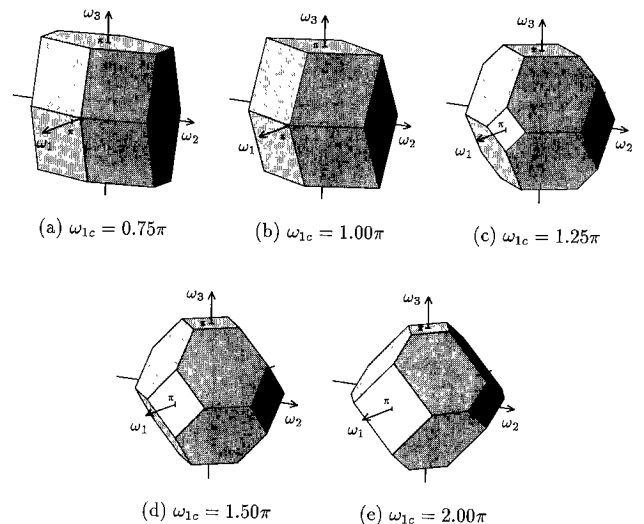 ω₃
π
ω₁
π
ω₂
ω₃
π
ω₁
π
ω₂
ω₃
π
π
ω₁
ω₂
(a) ω₁c = 0.75π
(b) ω₁c = 1.00π
(c) ω₁c = 1.25π
ω₃
π
π
ω₁
ω₂
ω₃
π
π
ω₁
ω₂
(d) ω₁c = 1.50π
(e) ω₁c = 2.00π